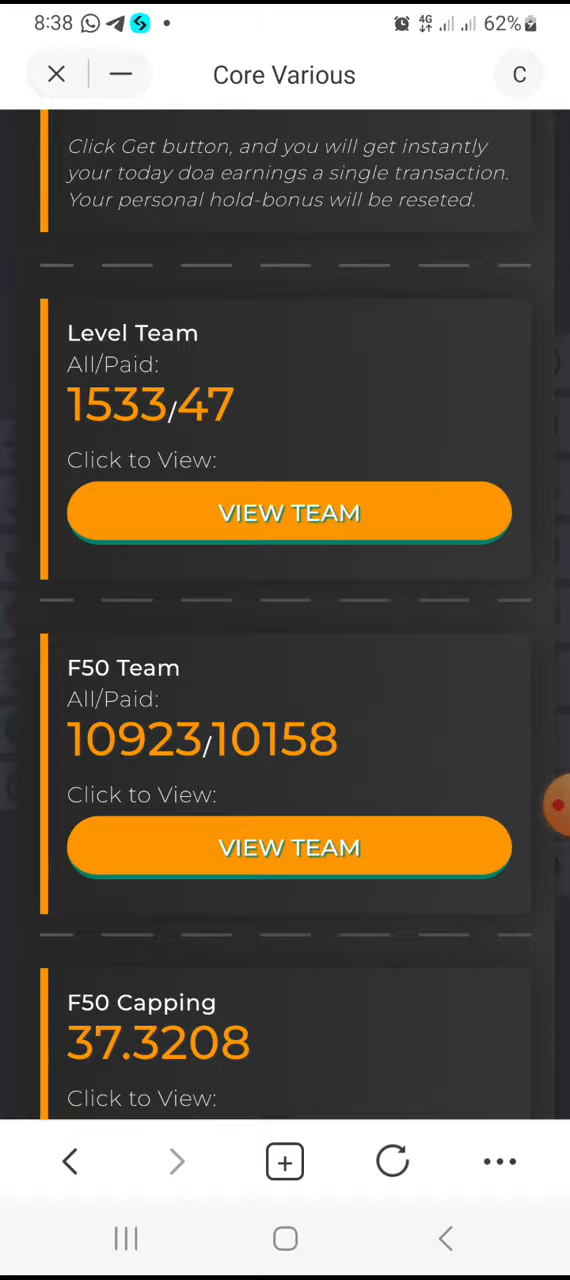 8:38 4G 62%
Core Various C
Click Get button, and you will get instantly
your today doa earnings a single transaction.
Your personal hold-bonus will be reseted.
Level Team
All/Paid:
1533/47
Click to View:
VIEW TEAM
F50 Team
All/Paid:
10923/10158
Click to View:
VIEW TEAM
F50 Capping
37.3208
Click to View: